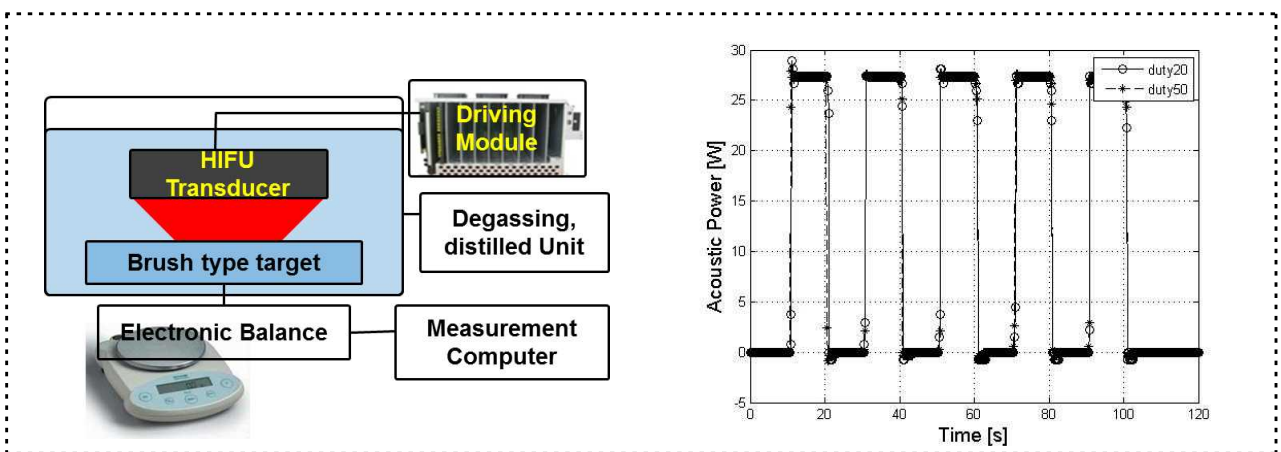 HIFU
Transducer
Driving
Module
Degassing,
distilled Unit
Brush type target
Electronic Balance
Measurement
Computer
Acoustic Power [W]
30
25
20
15
10
5
0
-5
0 20 40 60 80 100 120
Time [s]
duty20
duty50